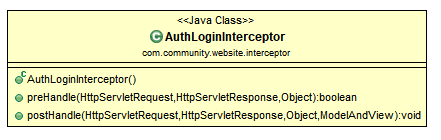 <<Java Class>>
AuthLoginInterceptor
com.community.website.interceptor
AuthLoginInterceptor()
preHandle(HttpServletRequest,HttpServletResponse,Object):boolean
postHandle(HttpServletRequest,HttpServletResponse,Object,ModelAndView):void